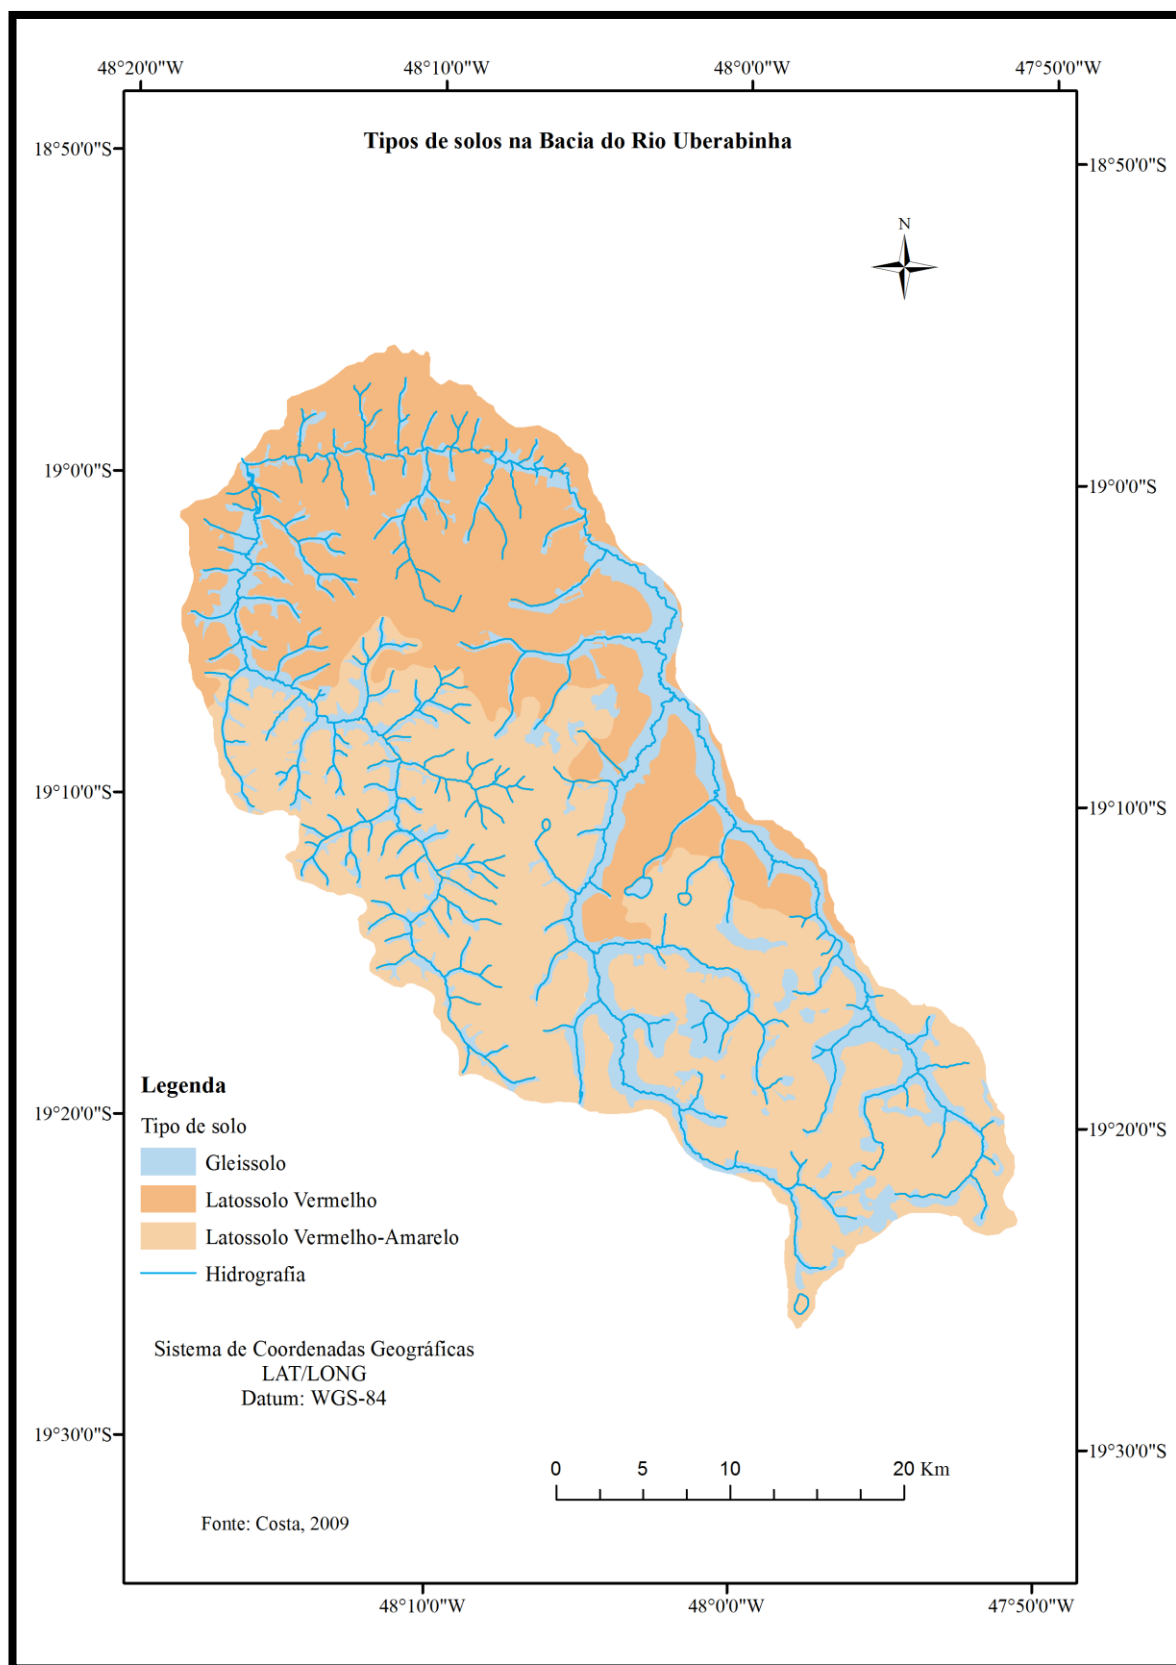 48°20'0"W 48°10'0"W 48°0'0"W 47°50'0"W
Tipos de solos na Bacia do Rio Uberabinha
18°50'0"S
18°50'0"S
N
19°0'0"S
19°0'0"S
19°10'0"S
19°10'0"S
Legenda
19°20'0"S
19°20'0"S
Tipo de solo
Gleissolo
Latossolo Vermelho
Latossolo Vermelho-Amarelo
Hidrografia
Sistema de Coordenadas Geográficas
LAT/LONG
Datum: WGS-84
19°30'0"S
19°30'0"S
0 5 10 20 Km
Fonte: Costa, 2009
48°10'0"W 48°0'0"W 47°50'0"W